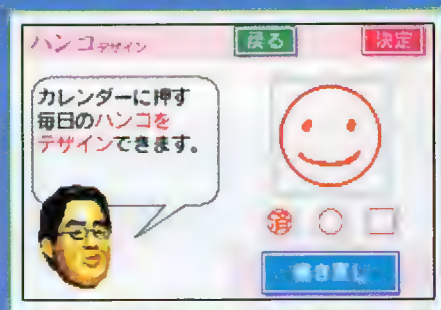 ハンコデザイン
戻る
決定
カレンダーに押す
毎日のハンコを
デザインできます。
済
書き直し